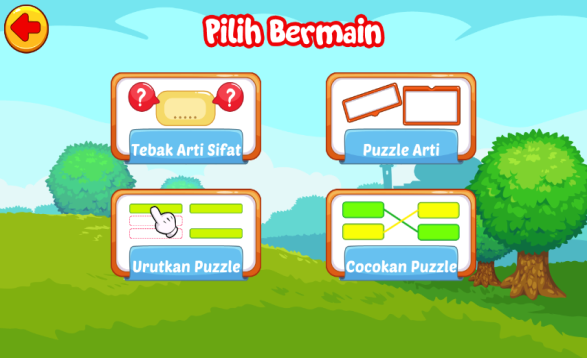 Pilih Bermain
?
?
Tebak Arti Sifat
Puzzle Arti
Urutkan Puzzle
Cocokan Puzzle